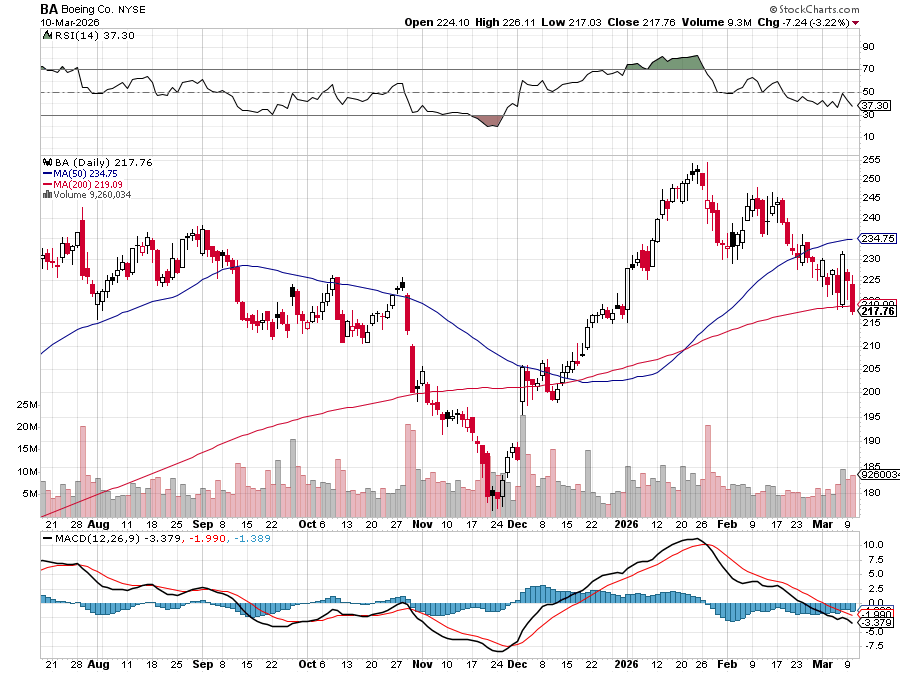 BA Boeing Co. NYSE
© StockCharts.com
10-Mar-2026
Open 224.10 High 226.11 Low 217.03 Close 217.76 Volume 9.3M Chg -7.24 (-3.22%)
RSI(14) 37.30
90
70
50
37.30
30
10
BA (Daily) 217.76
MA(50) 234.75
MA(200) 219.09
Volume 9,260,034
255
250
245
240
234.75
230
225
217.76
215
210
205
200
195
190
185
180
25M
20M
15M
10M
5M
21 28 Aug 11 18 25 Sep 8 15 22 Oct 6 13 20 27 Nov 10 17 24 Dec 8 15 22 2026 12 20 26 Feb 9 17 23 Mar 9
MACD(12,26,9) -3.379, -1.990, -1.389
10.0
7.5
5.0
2.5
0.0
-1.990
-3.379
-5.0
-7.5
21 28 Aug 11 18 25 Sep 8 15 22 Oct 6 13 20 27 Nov 10 17 24 Dec 8 15 22 2026 12 20 26 Feb 9 17 23 Mar 9